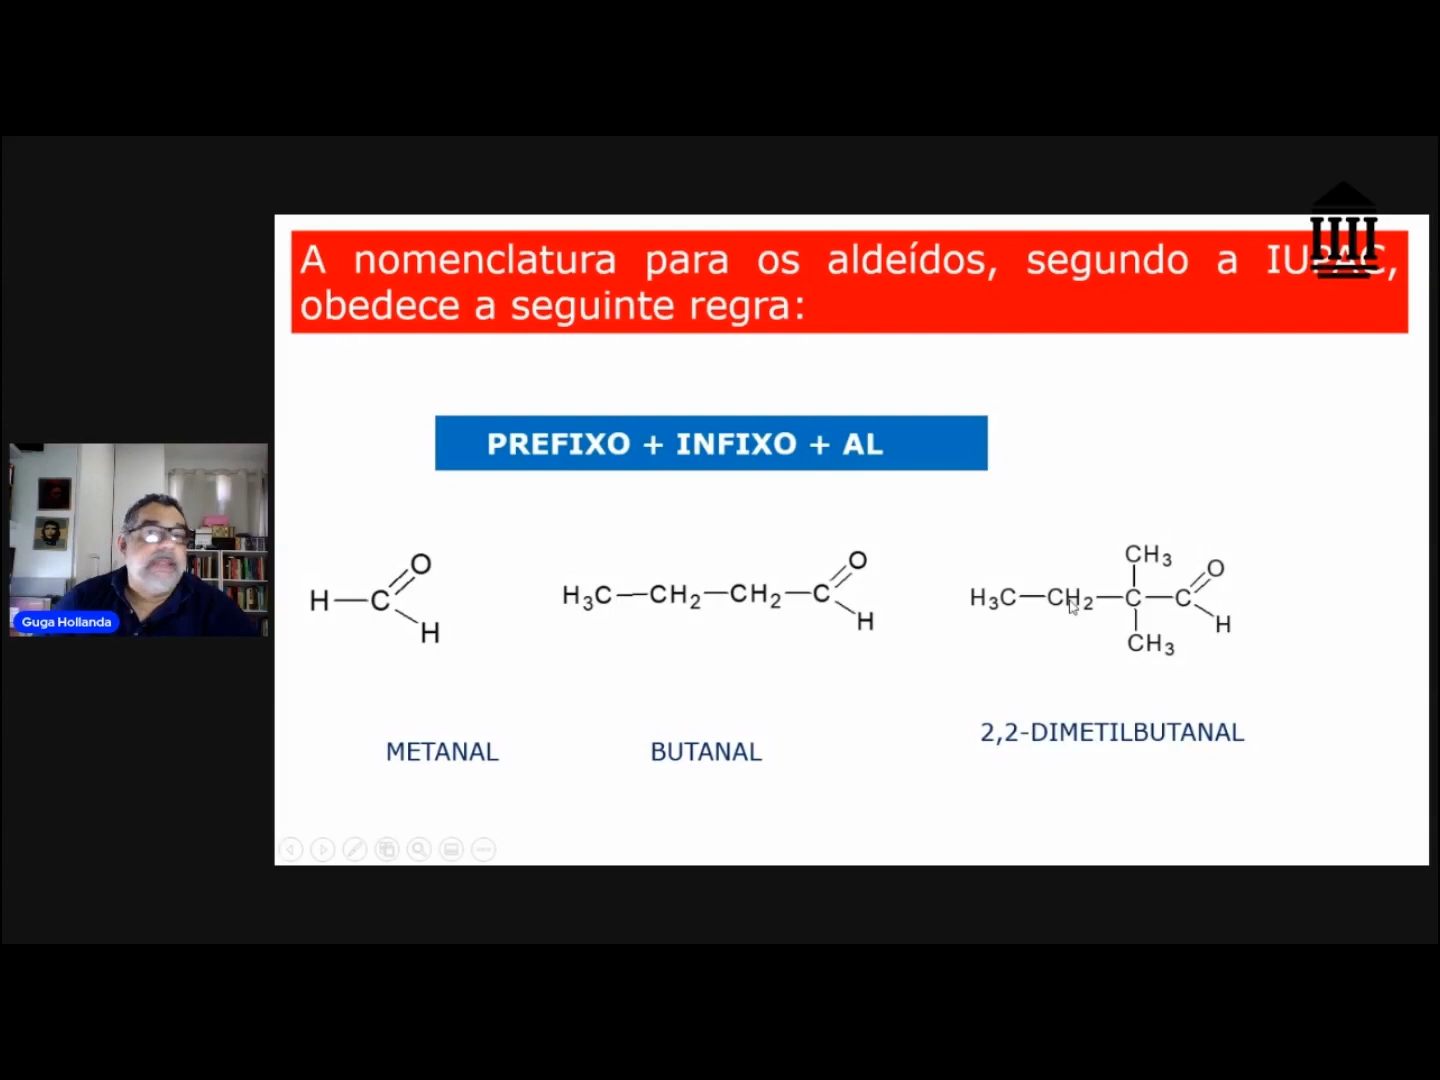 A nomenclatura para os aldeídos, segundo a IUPAC,
obedece a seguinte regra:
PREFIXO + INFIXO + AL
H—C
O
H
H₃C—CH₂—CH₂—C
O
H
CH₃
H₃C—CH₂—C—C
O
H
CH₃
METANAL
BUTANAL
2,2-DIMETILBUTANAL
Guga Hollanda